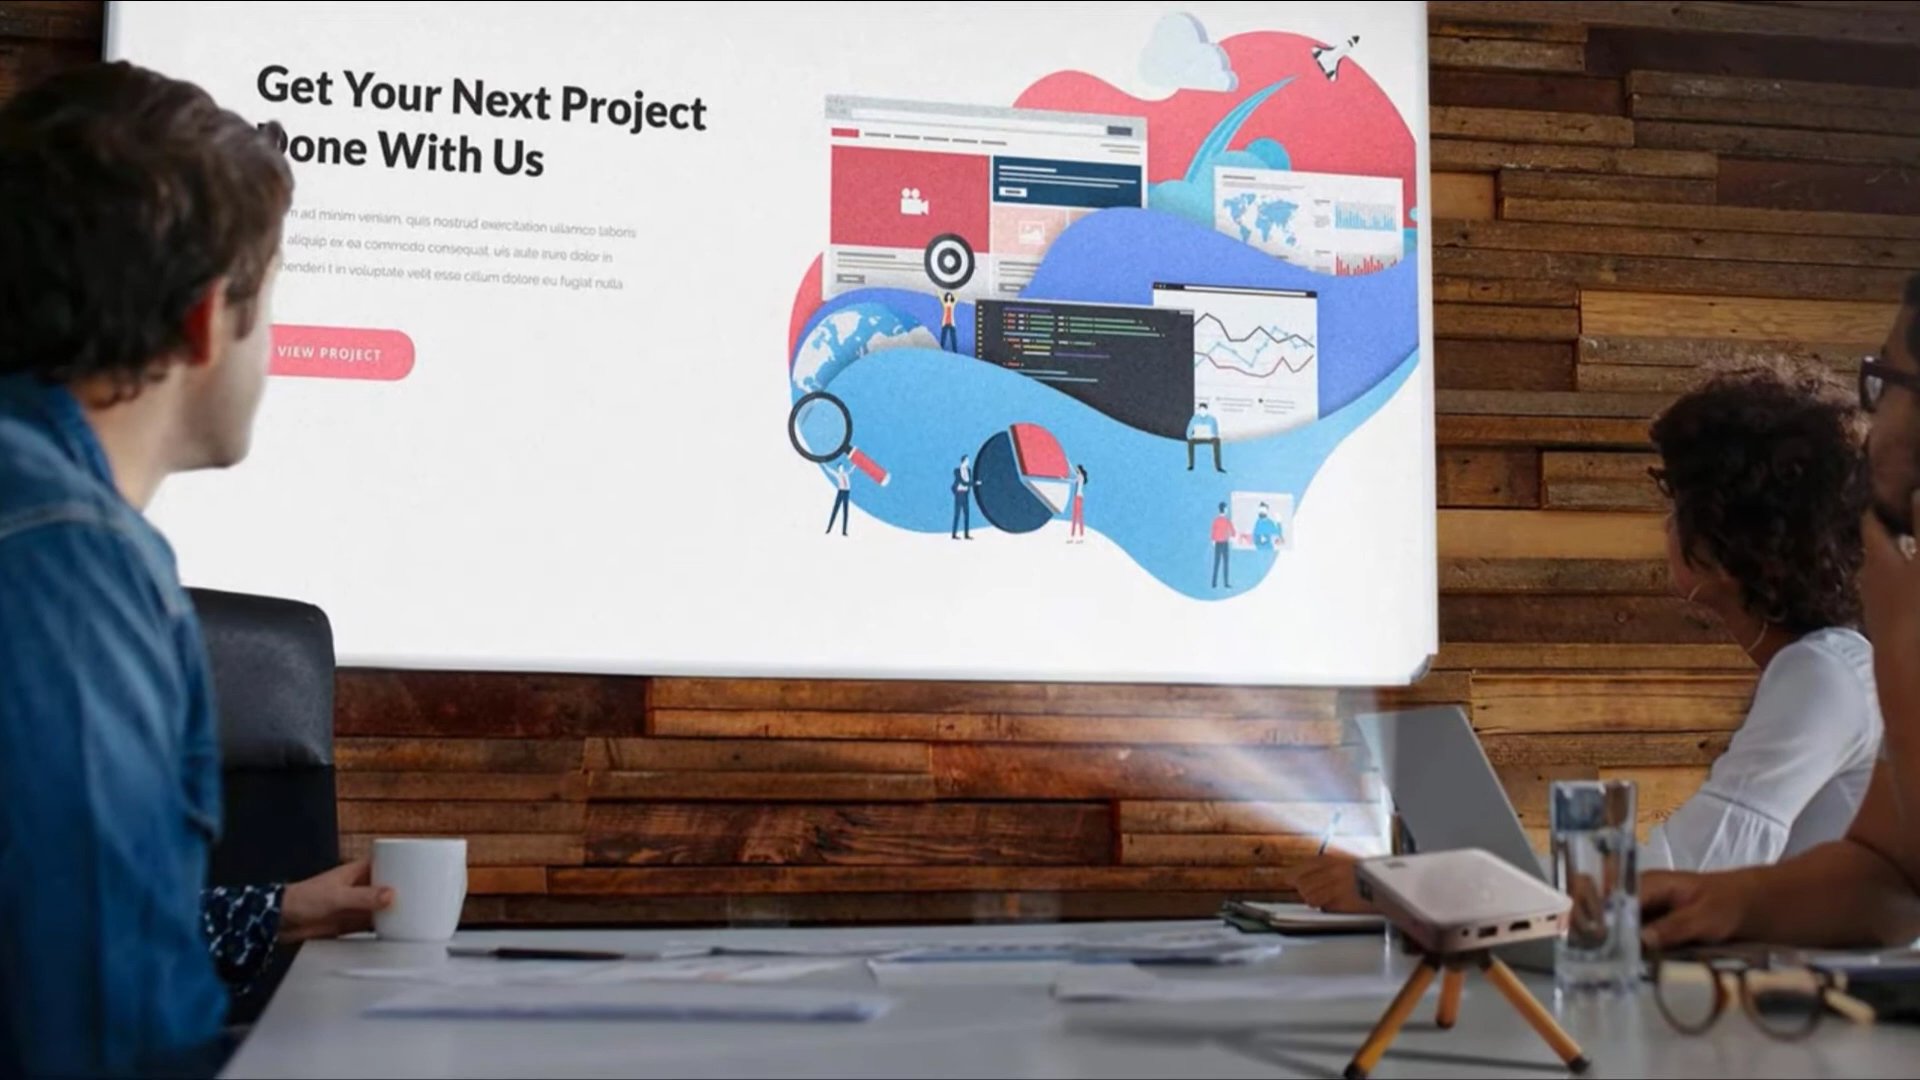 Get Your Next Project
Done With Us
ad minim veniam, quis nostrud exercitation ullamco laboris
aliquip ex ea commodo consequat, uis aute irure dolor in
henderi t in voluptate velit esse cillum dolore eu fugiat nulla
VIEW PROJECT